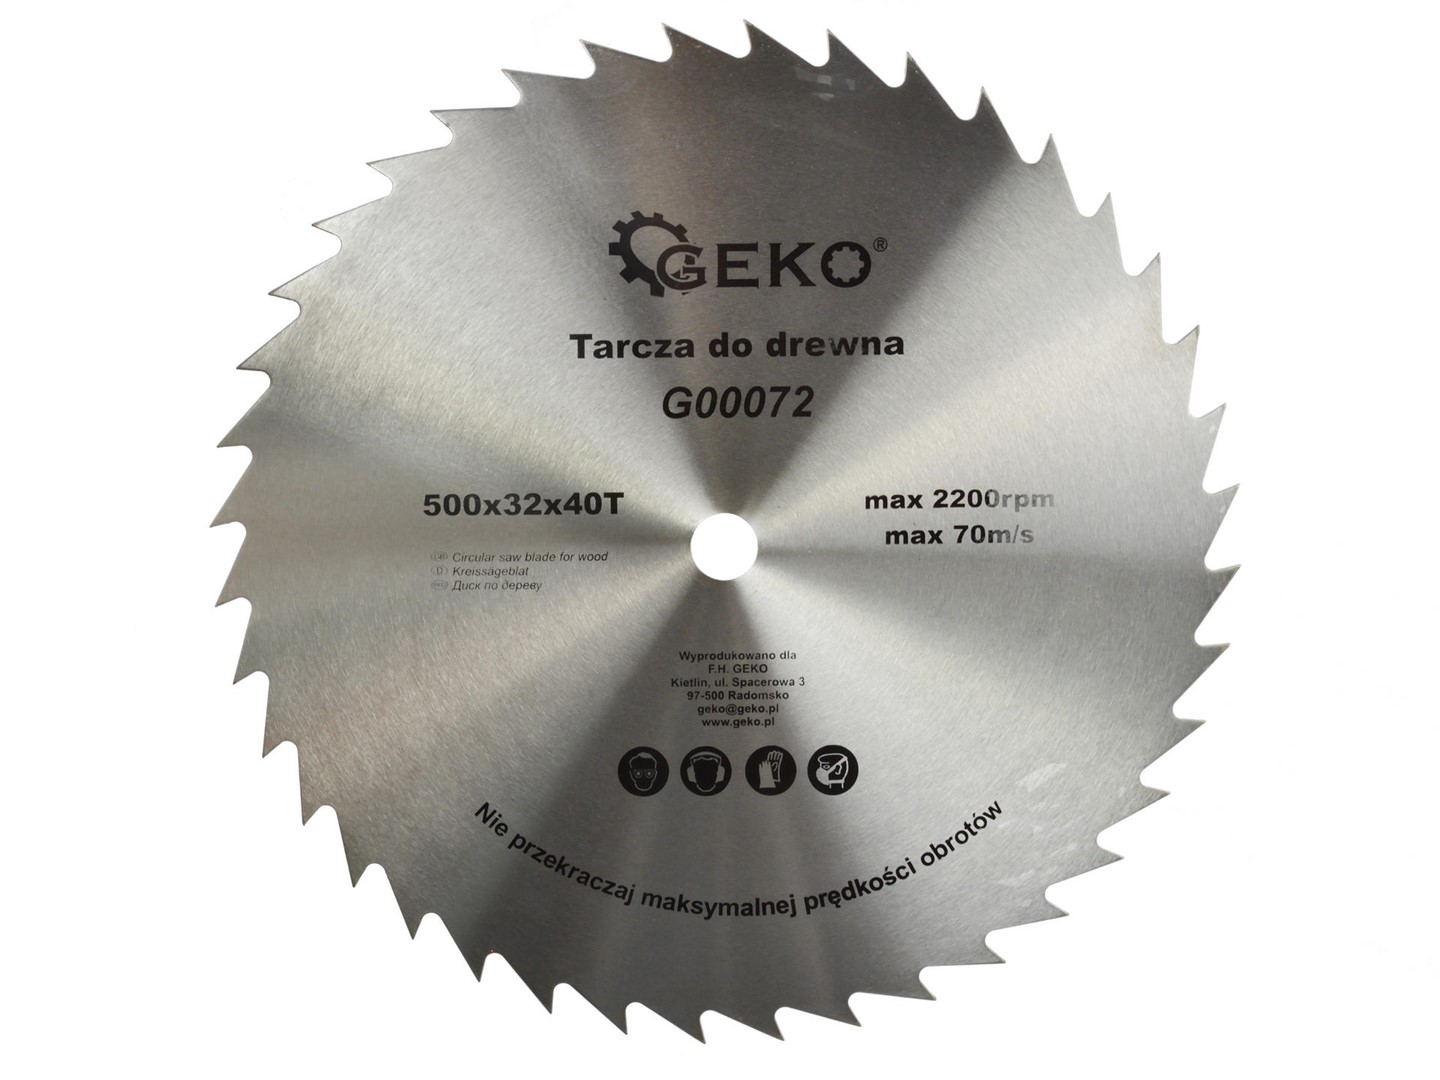 GEKO®
Tarcza do drewna
G00072
500x32x40T
Circular saw blade for wood
D Kreissägeblat
Диск по дереву
max 2200rpm
max 70m/s
Wyprodukowano dla
F.H. GEKO
Kietlin, ul. Spacerowa 3
97-500 Radomsko
geko@geko.pl
www.geko.pl
Nie przekraczaj maksymalnej prędkości obrotów